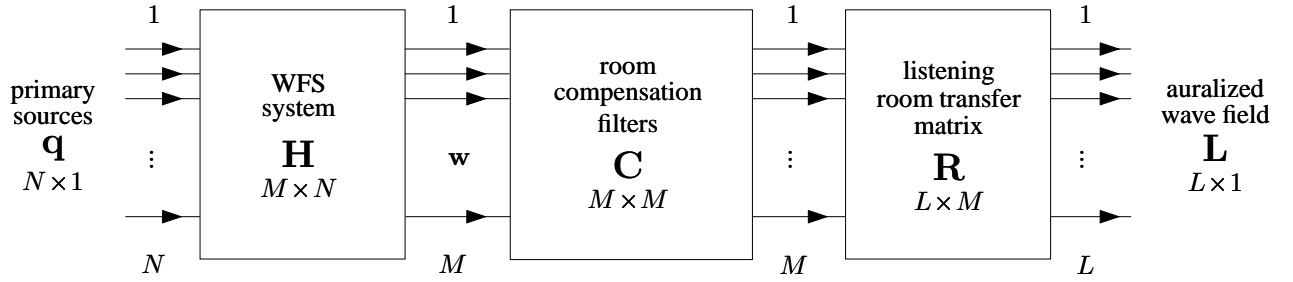 1
1
1
1
primary
sources
q
N × 1
⋮
N
WFS
system
H
M × N
w
M
room
compensation
filters
C
M × M
⋮
M
listening
room transfer
matrix
R
L × M
⋮
L
auralized
wave field
L
L × 1